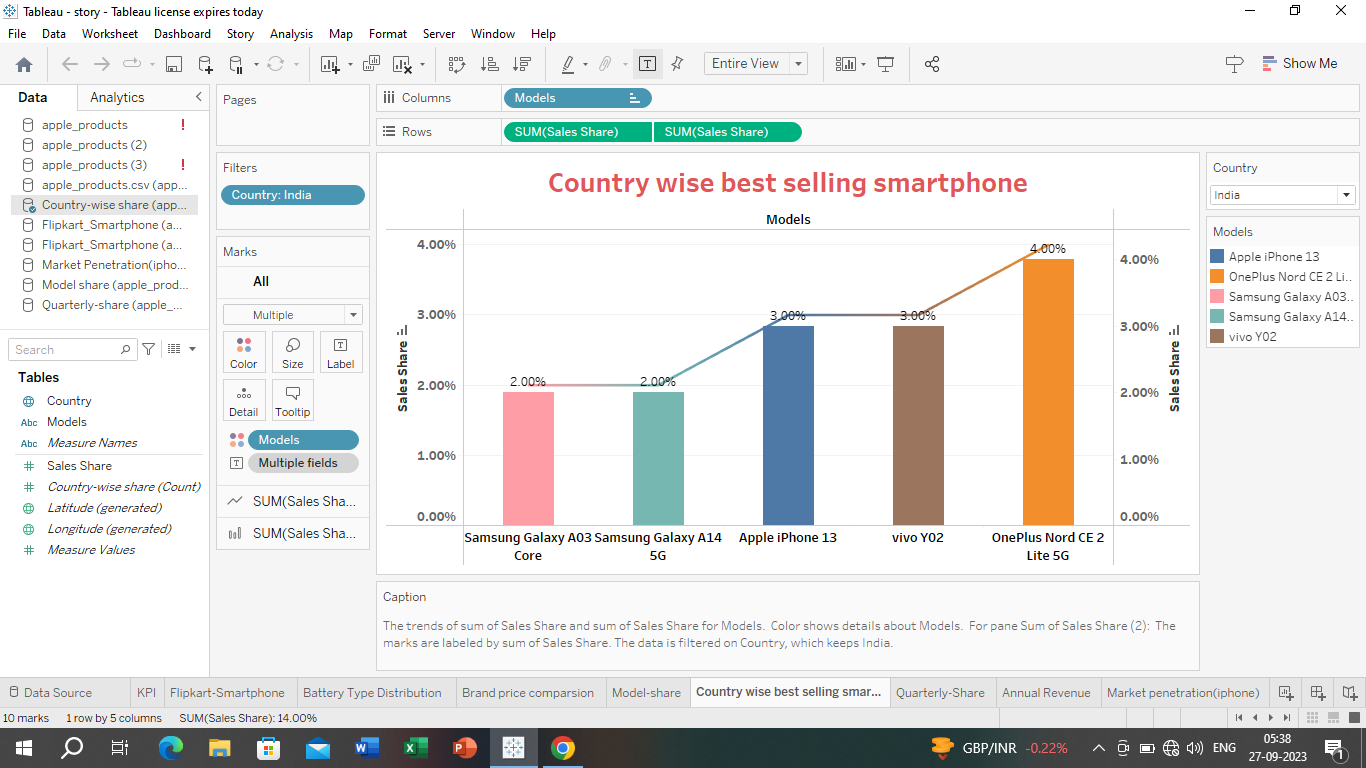 Tableau - story - Tableau license expires today
File Data Worksheet Dashboard Story Analysis Map Format Server Window Help
Entire View
Show Me
Data Analytics
apple_products
apple_products (2)
apple_products (3)
apple_products.csv (app...
Country-wise share (app...
Flipkart_Smartphone (a...
Flipkart_Smartphone (a...
Market Penetration(ipho...
Model share (apple_prod...
Quarterly-share (apple_...
Search
Tables
Country
Abc Models
Abc Measure Names
Sales Share
Country-wise share (Count)
Latitude (generated)
Longitude (generated)
Measure Values
Pages
Filters
Country: India
Marks
All
Multiple
Color Size Label
Detail Tooltip
Models
Multiple fields
SUM(Sales Sha...
SUM(Sales Sha...
Columns Models
Rows SUM(Sales Share) SUM(Sales Share)
Country wise best selling smartphone
Models
4.00%
3.00%
2.00%
1.00%
0.00%
Sales Share
2.00% 2.00% 3.00% 3.00% 4.00%
4.00%
3.00%
2.00%
1.00%
0.00%
Sales Share
Samsung Galaxy A03 Core
Samsung Galaxy A14 5G
Apple iPhone 13
vivo Y02
OnePlus Nord CE 2 Lite 5G
Country
India
Models
Apple iPhone 13
OnePlus Nord CE 2 Li..
Samsung Galaxy A03..
Samsung Galaxy A14..
vivo Y02
Caption
The trends of sum of Sales Share and sum of Sales Share for Models. Color shows details about Models. For pane Sum of Sales Share (2): The
marks are labeled by sum of Sales Share. The data is filtered on Country, which keeps India.
Data Source KPI Flipkart-Smartphone Battery Type Distribution Brand price comparsion Model-share Country wise best selling smar... Quarterly-Share Annual Revenue Market penetration(iphone)
10 marks 1 row by 5 columns SUM(Sales Share): 14.00%
GBP/INR -0.22% ENG 05:38
27-09-2023 1